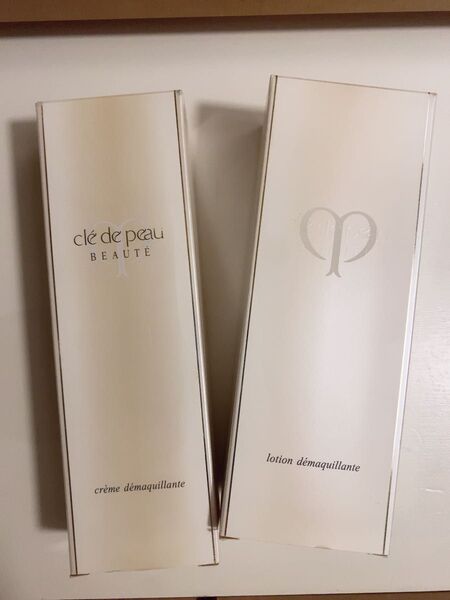 clé de peau
BEAUTÉ
crème démaquillante
lotion démaquillante